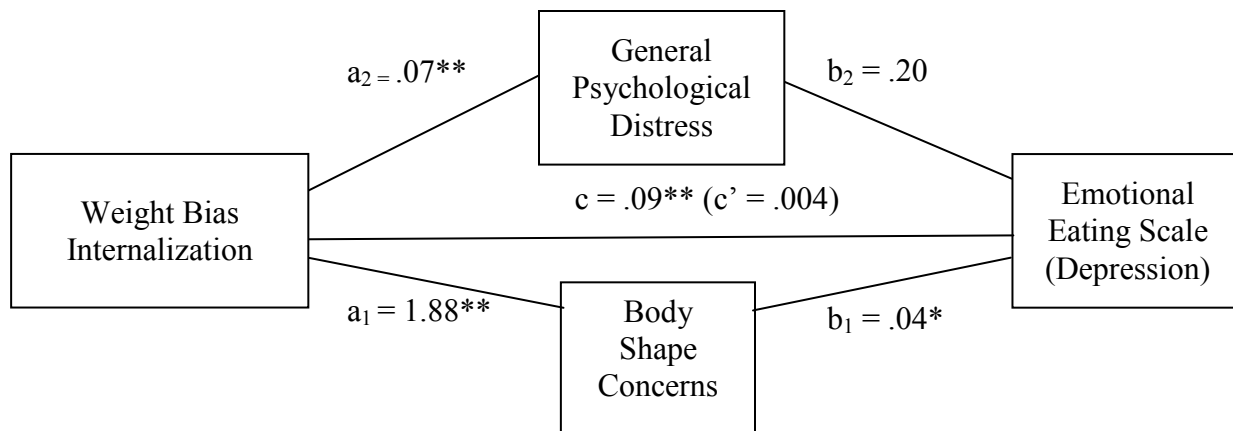 General
Psychological
Distress
a₂ = .07**
b₂ = .20
Weight Bias
Internalization
c = .09** (c’ = .004)
Emotional
Eating Scale
(Depression)
a₁ = 1.88**
Body
Shape
Concerns
b₁ = .04*